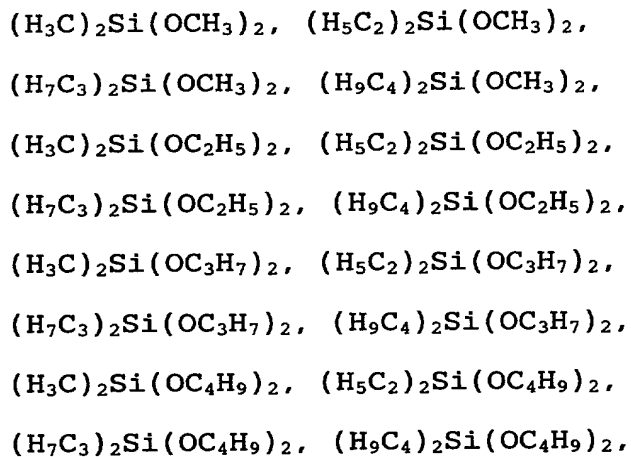 (H₃C)₂Si(OCH₃)₂, (H₅C₂)₂Si(OCH₃)₂,
(H₇C₃)₂Si(OCH₃)₂, (H₉C₄)₂Si(OCH₃)₂,
(H₃C)₂Si(OC₂H₅)₂, (H₅C₂)₂Si(OC₂H₅)₂,
(H₇C₃)₂Si(OC₂H₅)₂, (H₉C₄)₂Si(OC₂H₅)₂,
(H₃C)₂Si(OC₃H₇)₂, (H₅C₂)₂Si(OC₃H₇)₂,
(H₇C₃)₂Si(OC₃H₇)₂, (H₉C₄)₂Si(OC₃H₇)₂,
(H₃C)₂Si(OC₄H₉)₂, (H₅C₂)₂Si(OC₄H₉)₂,
(H₇C₃)₂Si(OC₄H₉)₂, (H₉C₄)₂Si(OC₄H₉)₂,